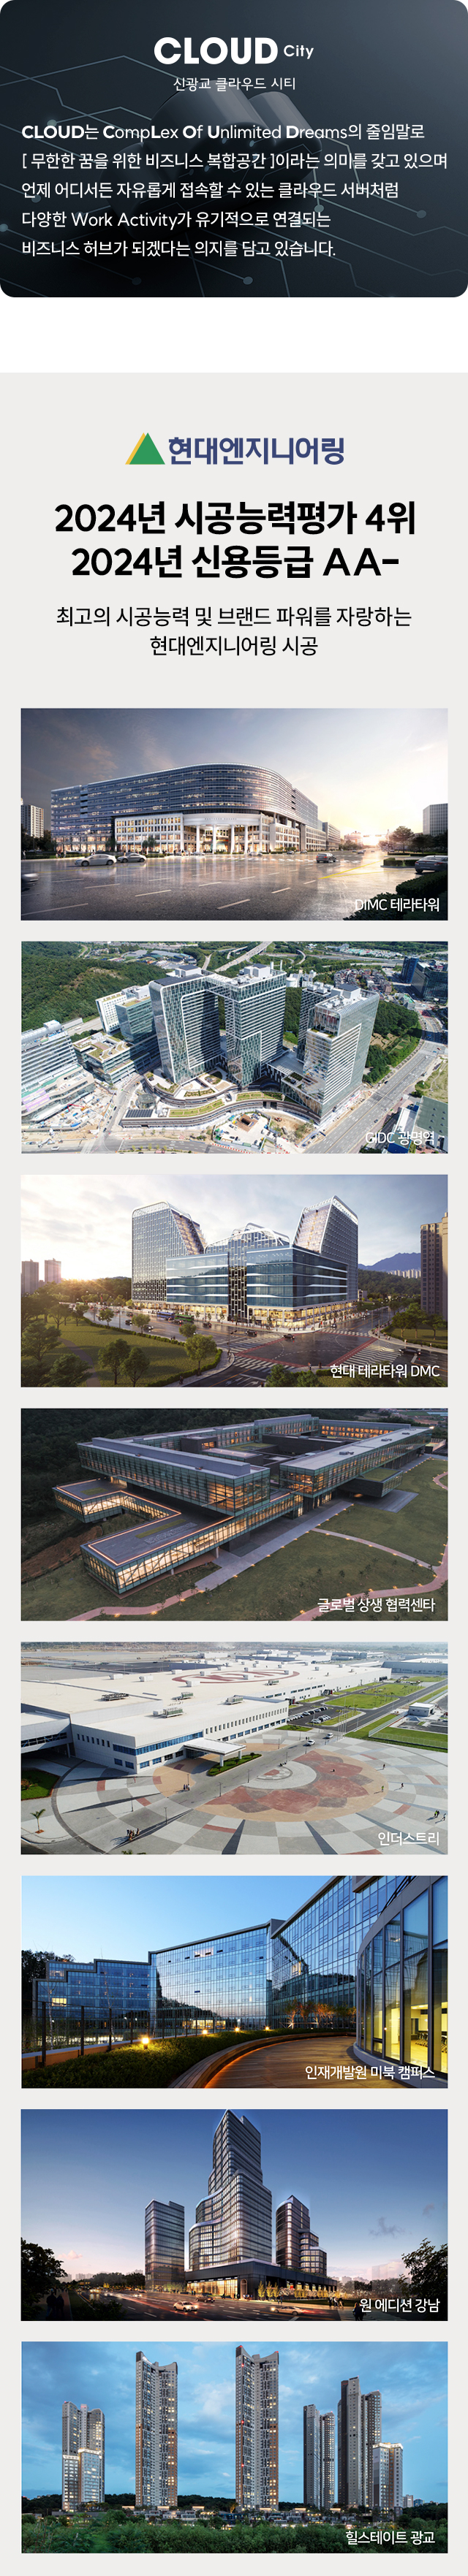 CLOUD City
신광교 클라우드 시티
CLOUD는 CompLex Of Unlimited Dreams의 줄임말로
[ 무한한 꿈을 위한 비즈니스 복합공간 ]이라는 의미를 갖고 있으며
언제 어디서든 자유롭게 접속할 수 있는 클라우드 서버처럼
다양한 Work Activity가 유기적으로 연결되는
비즈니스 허브가 되겠다는 의지를 담고 있습니다.
현대엔지니어링
2024년 시공능력평가 4위
2024년 신용등급 AA-
최고의 시공능력 및 브랜드 파워를 자랑하는
현대엔지니어링 시공
DIMC 테라타워
GIDC 광명역
현대 테라타워 DMC
글로벌 상생 협력센타
인더스트리
인재개발원 미북 캠퍼스
원 에디션 강남
힐스테이트 광교